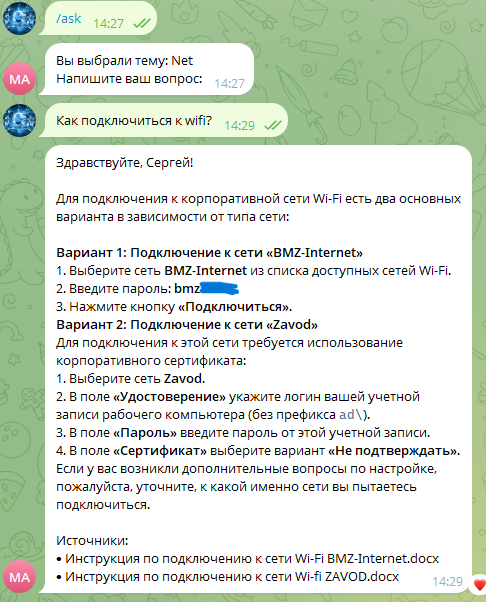 /ask
14:27
Вы выбрали тему: Net
Напишите ваш вопрос:
14:27
Как подключиться к wifi?
14:29
Здравствуйте, Сергей!
Для подключения к корпоративной сети Wi-Fi есть два основных
варианта в зависимости от типа сети:
Вариант 1: Подключение к сети «BMZ-Internet»
1. Выберите сеть BMZ-Internet из списка доступных сетей Wi-Fi.
2. Введите пароль: bmz
3. Нажмите кнопку «Подключиться».
Вариант 2: Подключение к сети «Zavod»
Для подключения к этой сети требуется использование
корпоративного сертификата:
1. Выберите сеть Zavod.
2. В поле «Удостоверение» укажите логин вашей учетной
записи рабочего компьютера (без префикса ad\).
3. В поле «Пароль» введите пароль от этой учетной записи.
4. В поле «Сертификат» выберите вариант «Не подтверждать».
Если у вас возникли дополнительные вопросы по настройке,
пожалуйста, уточните, к какой именно сети вы пытаетесь
подключиться.
Источники:
• Инструкция по подключению к сети Wi-Fi BMZ-Internet.docx
• Инструкция по подключению к сети Wi-fi ZAVOD.docx
14:29
MA
MA